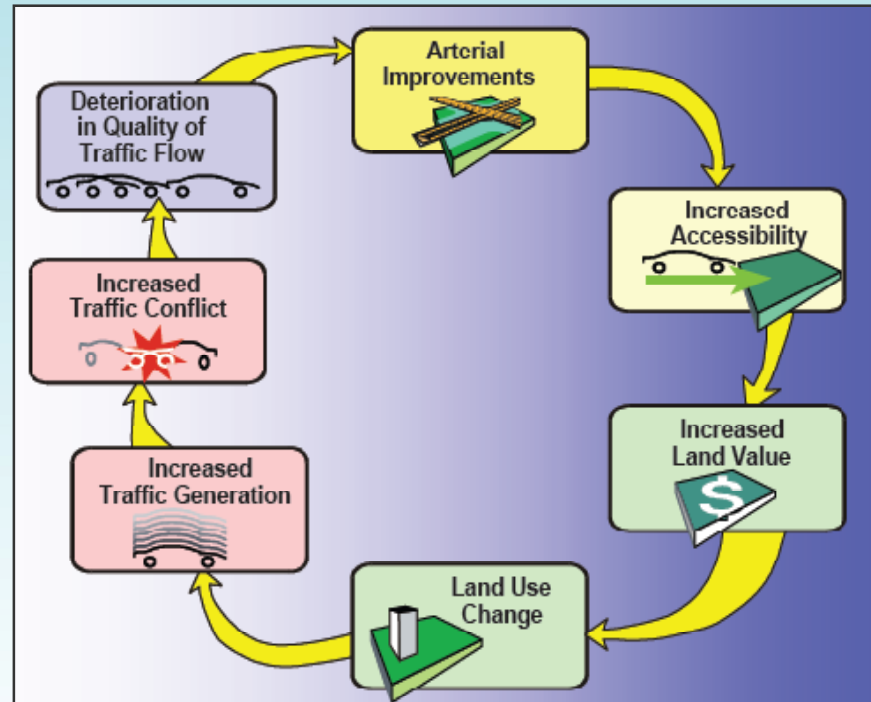 Arterial
Improvements
Increased
Accessibility
Increased
Land Value
$
Land Use
Change
Increased
Traffic Generation
Increased
Traffic Conflict
Deterioration
in Quality of
Traffic Flow